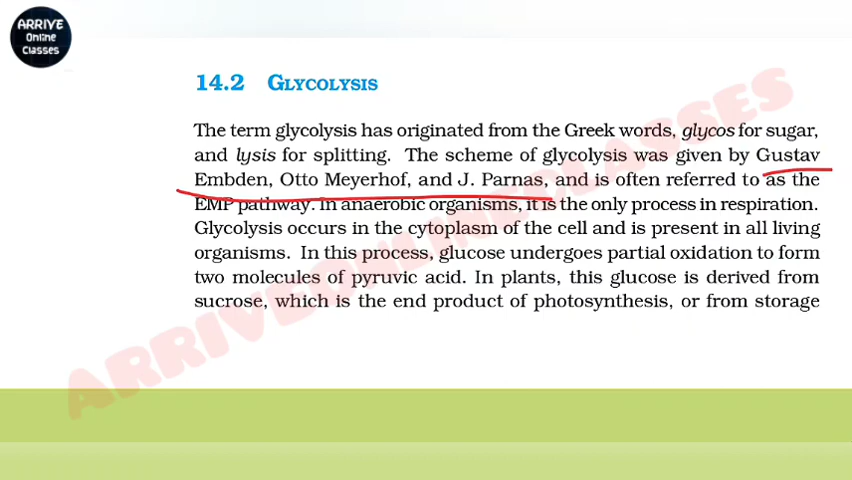 ARRIVE
Online
Classes
14.2 GLYCOLYSIS
The term glycolysis has originated from the Greek words, glycos for sugar,
and lysis for splitting. The scheme of glycolysis was given by Gustav
Embden, Otto Meyerhof, and J. Parnas, and is often referred to as the
EMP pathway. In anaerobic organisms, it is the only process in respiration.
Glycolysis occurs in the cytoplasm of the cell and is present in all living
organisms. In this process, glucose undergoes partial oxidation to form
two molecules of pyruvic acid. In plants, this glucose is derived from
sucrose, which is the end product of photosynthesis, or from storage
ARRIVEONLINECLASSES